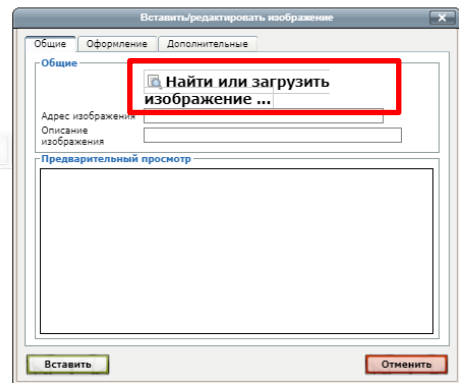 Вставить/редактировать изображение
Общие Оформление Дополнительные
Общие
Найти или загрузить
изображение ...
Адрес изображения
Описание
изображения
Предварительный просмотр
Вставить Отменить